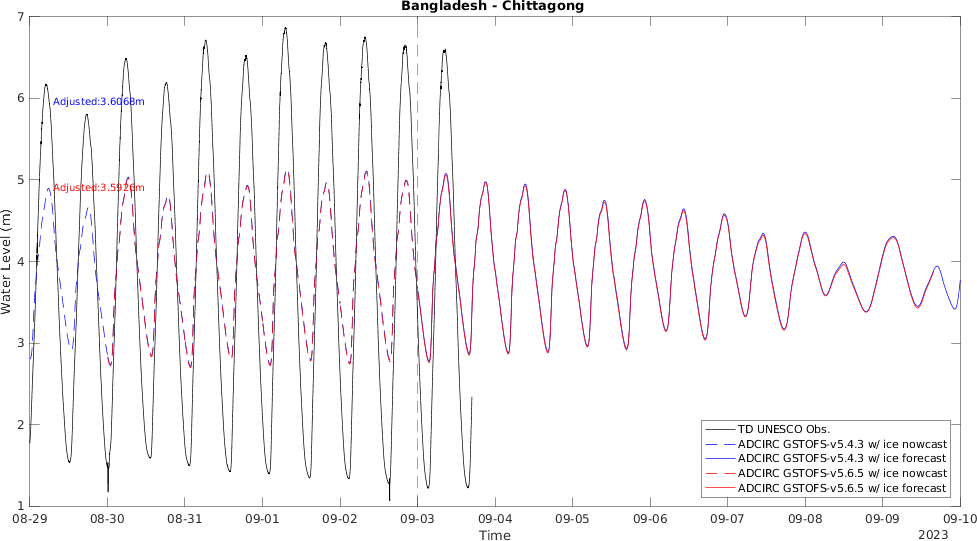 Bangladesh - Chittagong
7
6
5
4
3
2
1
Water Level (m)
Adjusted:3.6068m
Adjusted:3.5926m
TD UNESCO Obs.
ADCIRC GSTOFS-v5.4.3 w/ ice nowcast
ADCIRC GSTOFS-v5.4.3 w/ ice forecast
ADCIRC GSTOFS-v5.6.5 w/ ice nowcast
ADCIRC GSTOFS-v5.6.5 w/ ice forecast
08-29 08-30 08-31 09-01 09-02 09-03 09-04 09-05 09-06 09-07 09-08 09-09 09-10
Time
2023